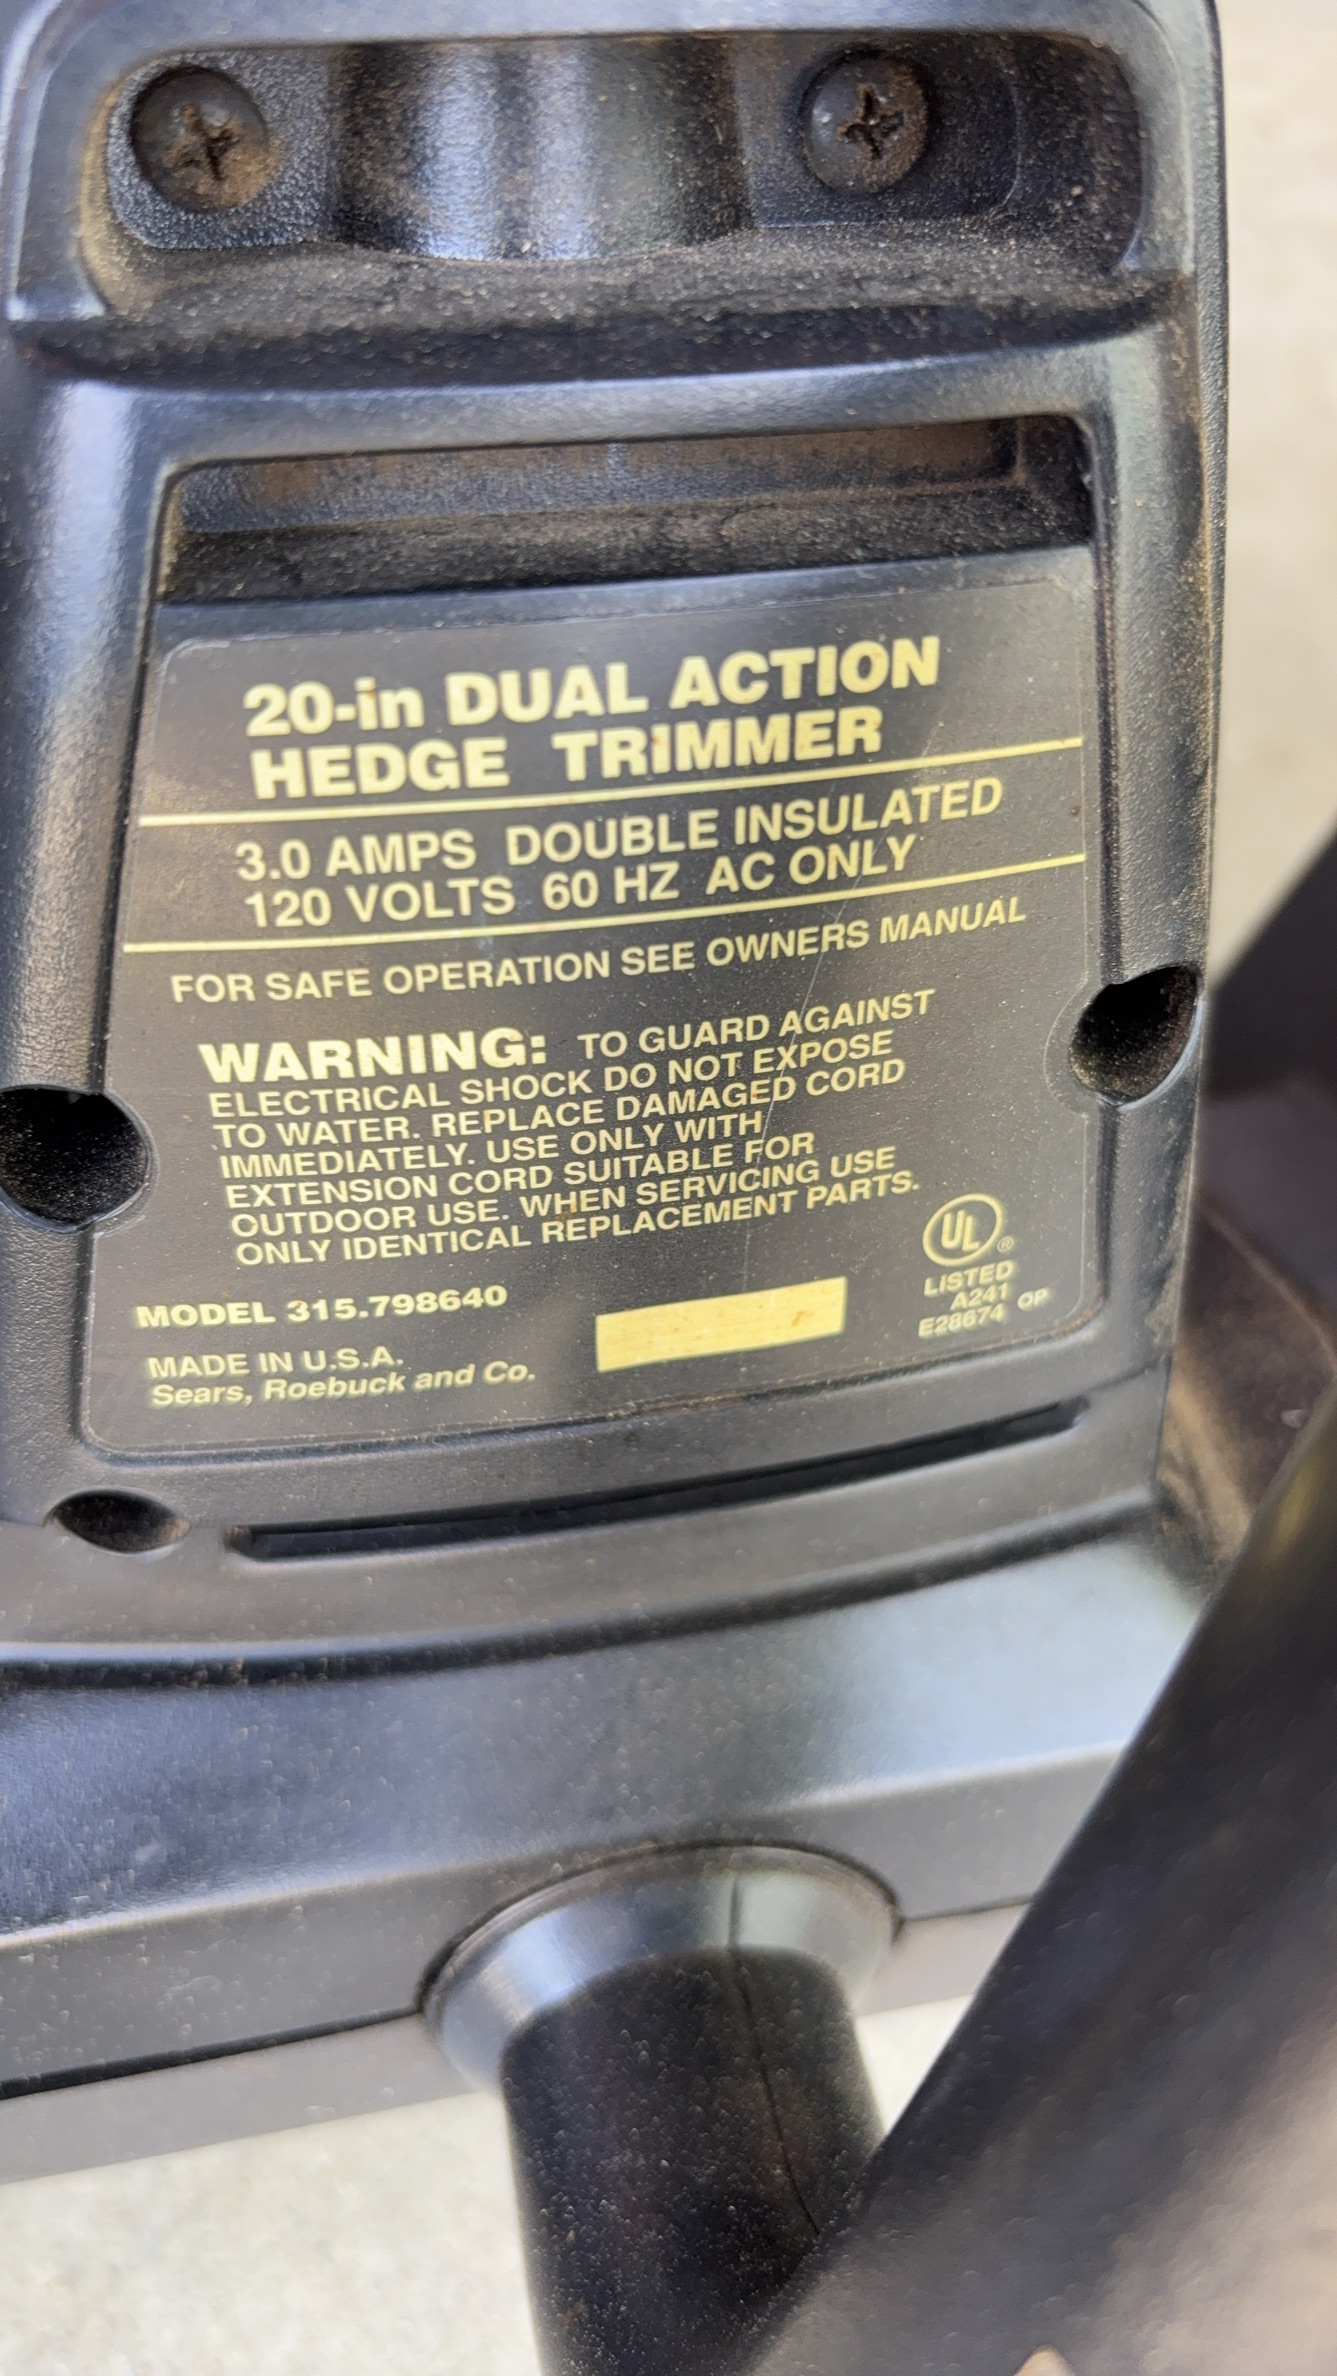 20-in DUAL ACTION
HEDGE TRIMMER
3.0 AMPS DOUBLE INSULATED
120 VOLTS 60 HZ AC ONLY
FOR SAFE OPERATION SEE OWNERS MANUAL
WARNING: TO GUARD AGAINST
ELECTRICAL SHOCK DO NOT EXPOSE
TO WATER. REPLACE DAMAGED CORD
IMMEDIATELY. USE ONLY WITH
EXTENSION CORD SUITABLE FOR
OUTDOOR USE. WHEN SERVICING USE
ONLY IDENTICAL REPLACEMENT PARTS.
MODEL 315.798640
MADE IN U.S.A.
Sears, Roebuck and Co.
UL®
LISTED
A241
E28674 OP